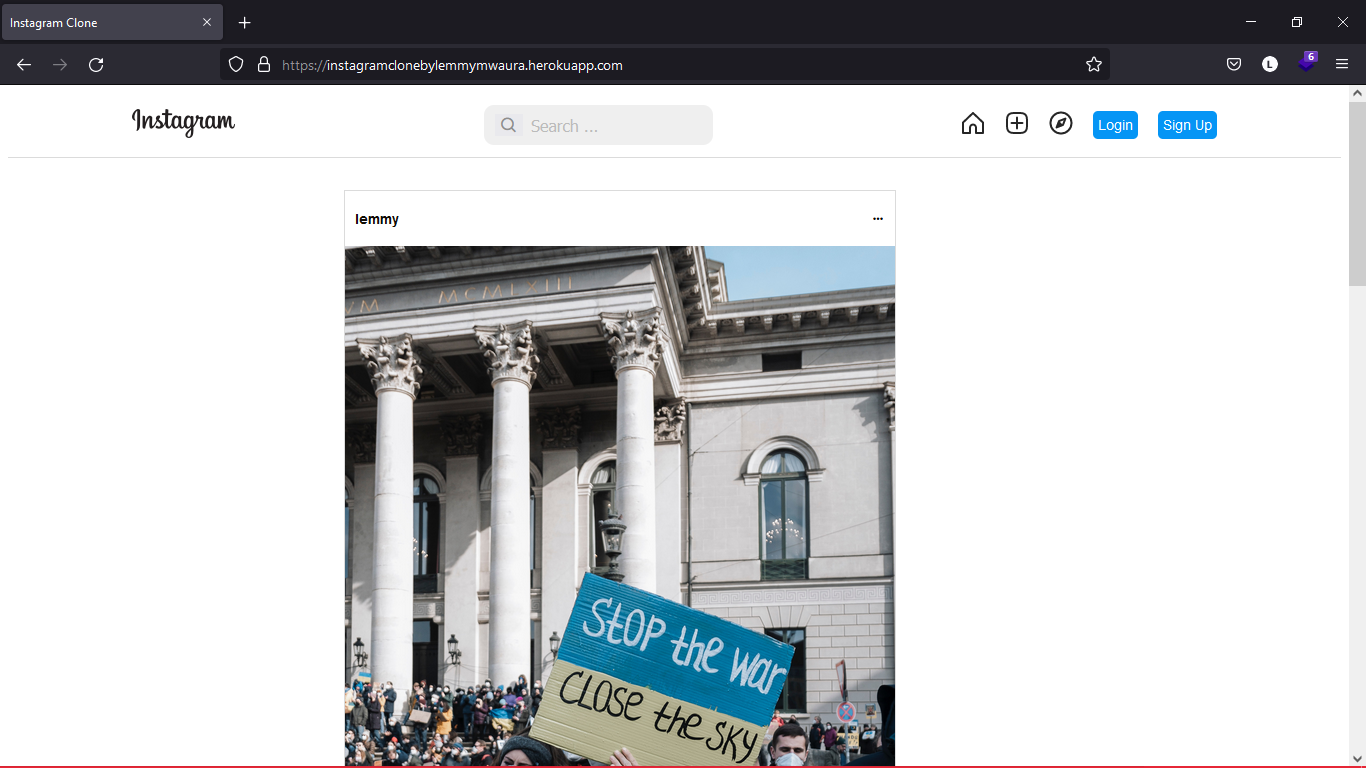 Instagram Clone
6
https://instagramclonebylemmymwaura.herokuapp.com
L
Instagram
Search ...
Login
Sign Up
lemmy
VM MCMLXIII
STOP the war
CLOSE the SKY